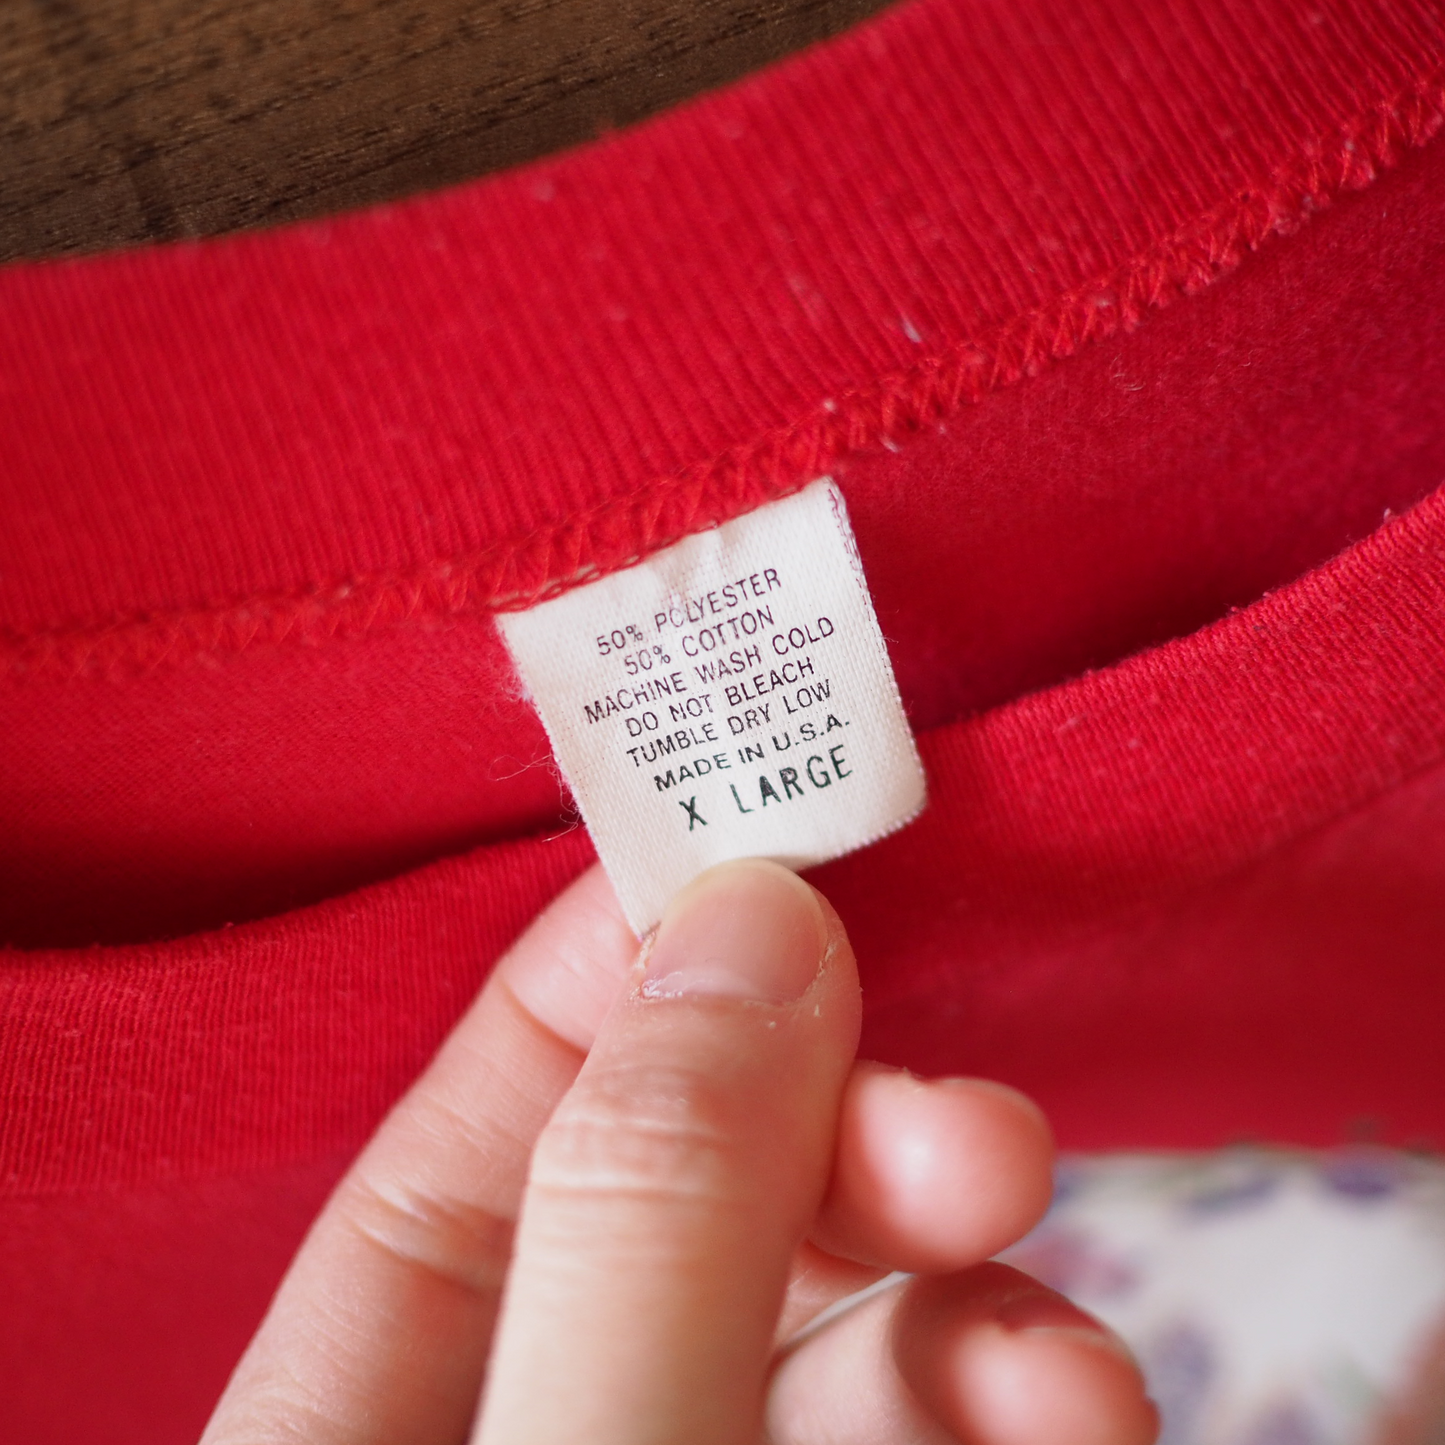 50% POLYESTER
50% COTTON
MACHINE WASH COLD
DO NOT BLEACH
TUMBLE DRY LOW
MADE IN U.S.A.
X LARGE